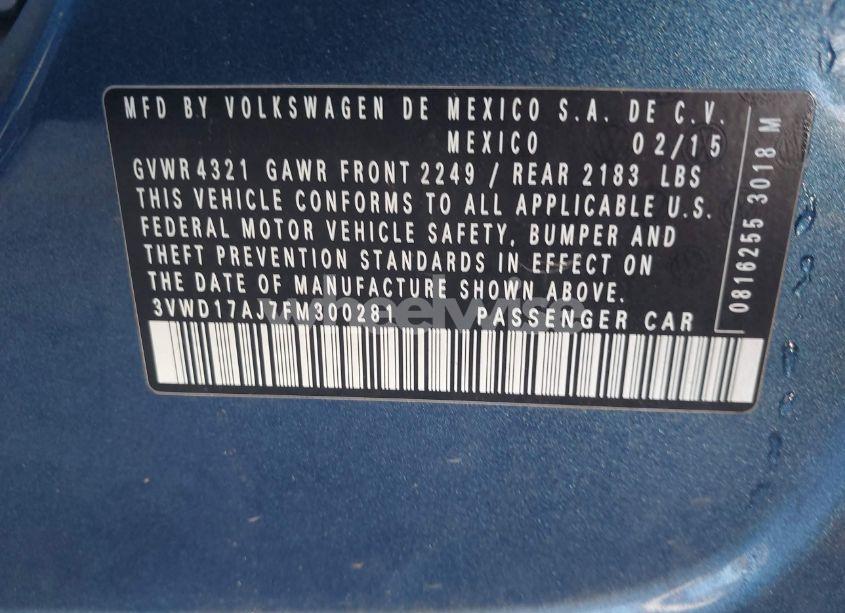 MFD BY VOLKSWAGEN DE MEXICO S.A. DE C.V.
MEXICO 02/15
GVWR 4321 GAWR FRONT 2249 / REAR 2183 LBS
THIS VEHICLE CONFORMS TO ALL APPLICABLE U.S.
FEDERAL MOTOR VEHICLE SAFETY, BUMPER AND
THEFT PREVENTION STANDARDS IN EFFECT ON
THE DATE OF MANUFACTURE SHOWN ABOVE.
3VWD17AJ7FM300281 PASSENGER CAR
0816255 3018 M
wheelwise